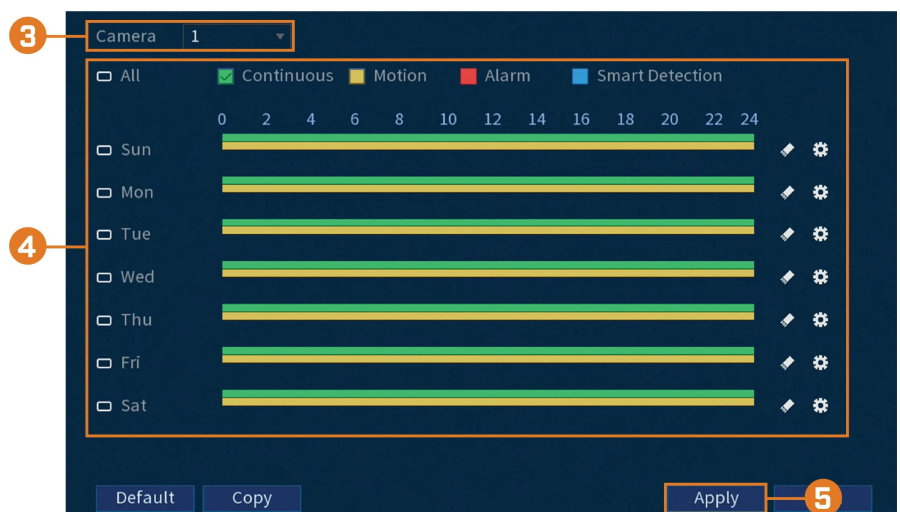 3
Camera 1
All Continuous Motion Alarm Smart Detection
0 2 4 6 8 10 12 14 16 18 20 22 24
Sun
Mon
4
Tue
Wed
Thu
Fri
Sat
Default Copy Apply 5